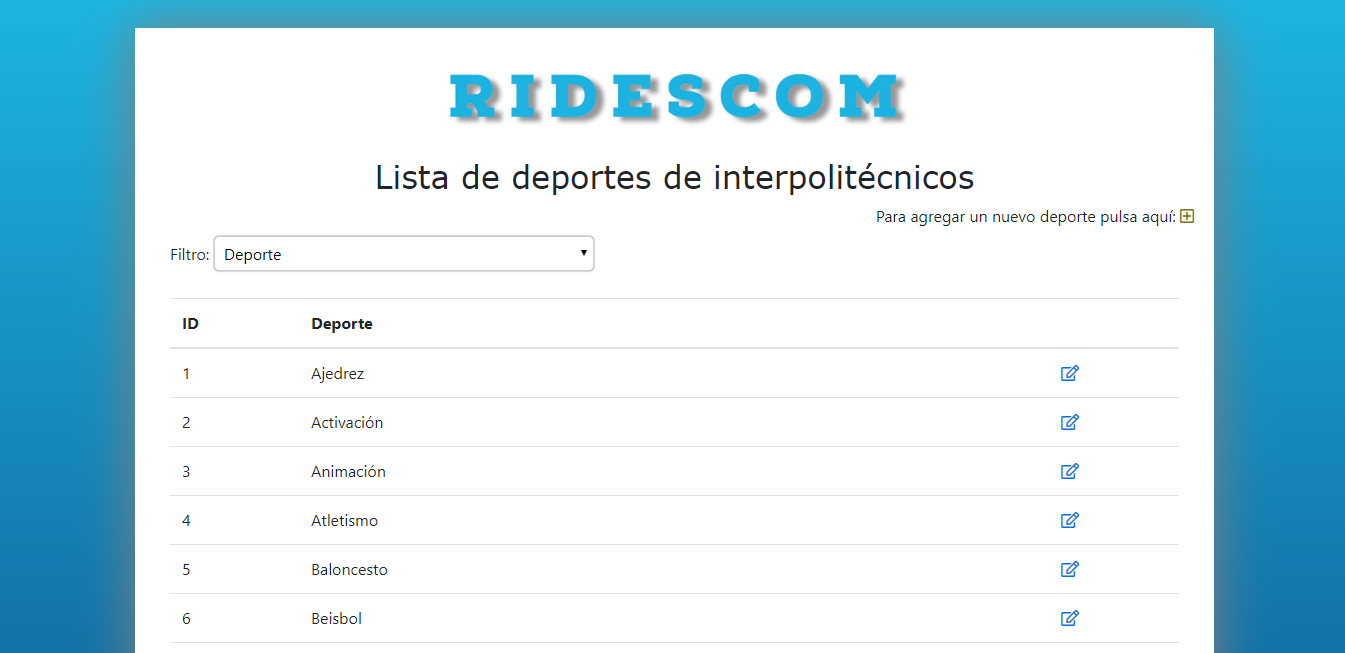 RIDESCOM
Lista de deportes de interpolitécnicos
Para agregar un nuevo deporte pulsa aquí:
Filtro: Deporte
ID Deporte
1 Ajedrez
2 Activación
3 Animación
4 Atletismo
5 Baloncesto
6 Beisbol